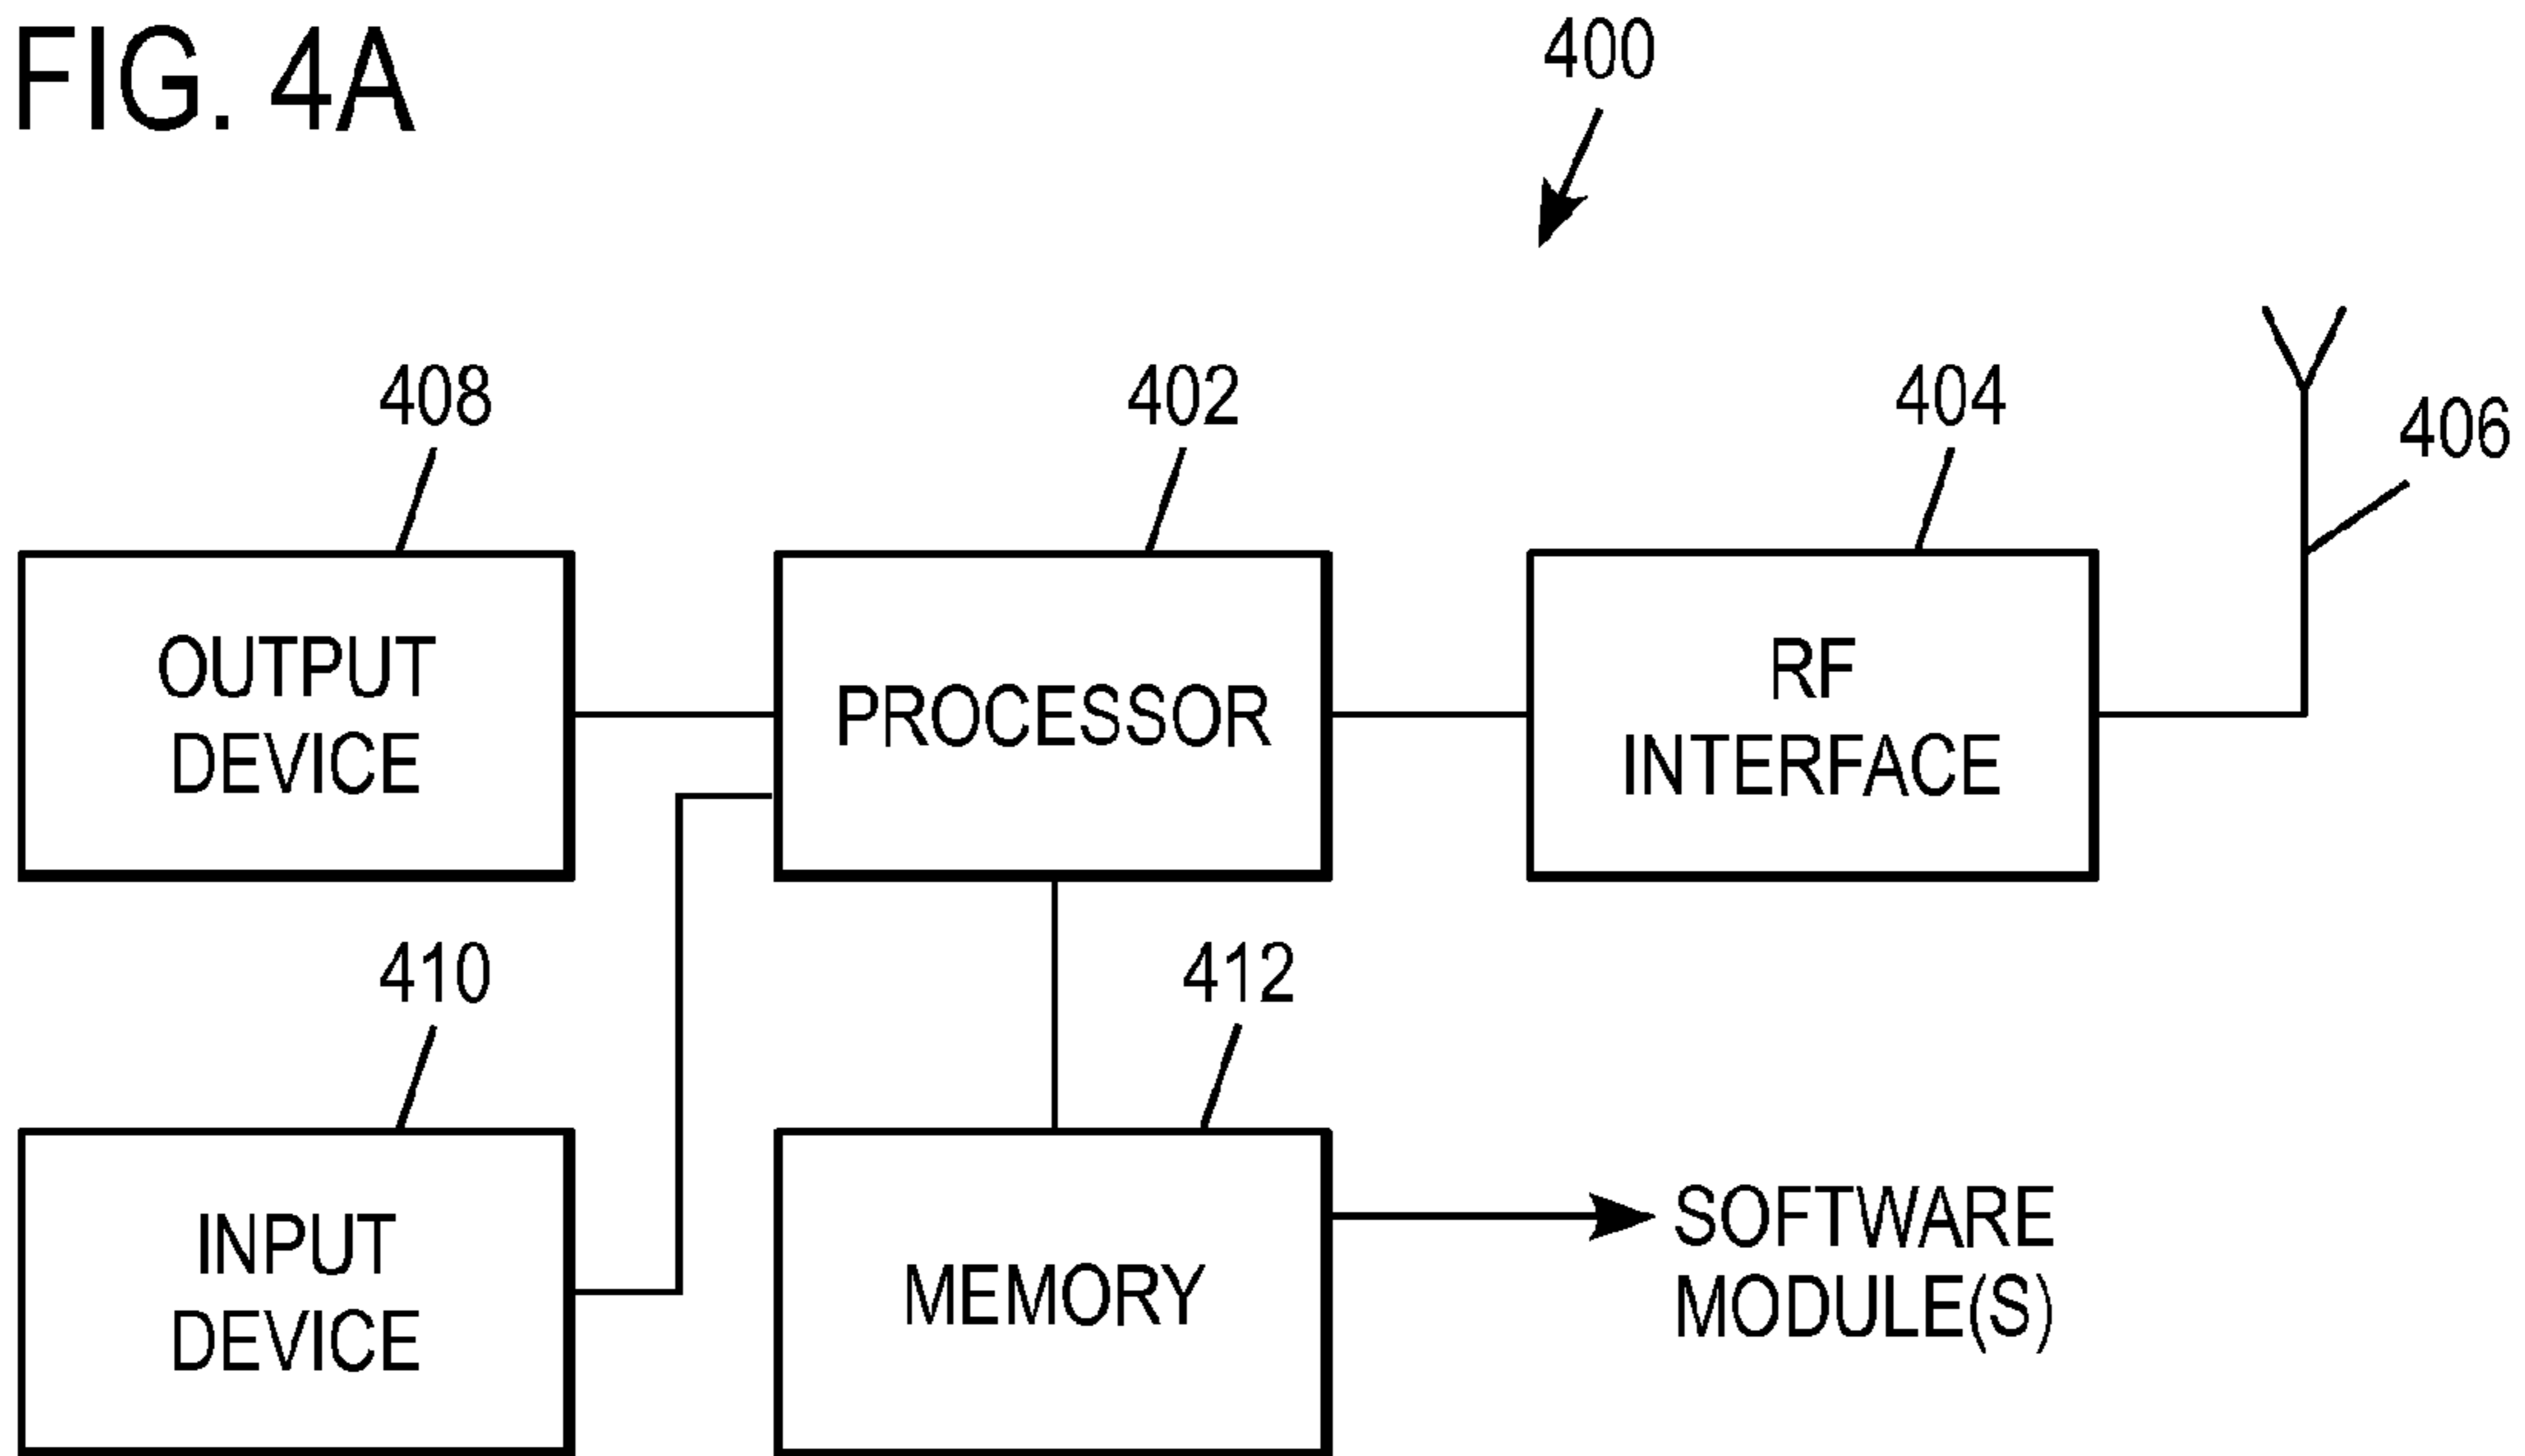 FIG. 4A
400
408
402
404
406
OUTPUT
DEVICE
PROCESSOR
RF
INTERFACE
410
412
INPUT
DEVICE
MEMORY
SOFTWARE
MODULE(S)